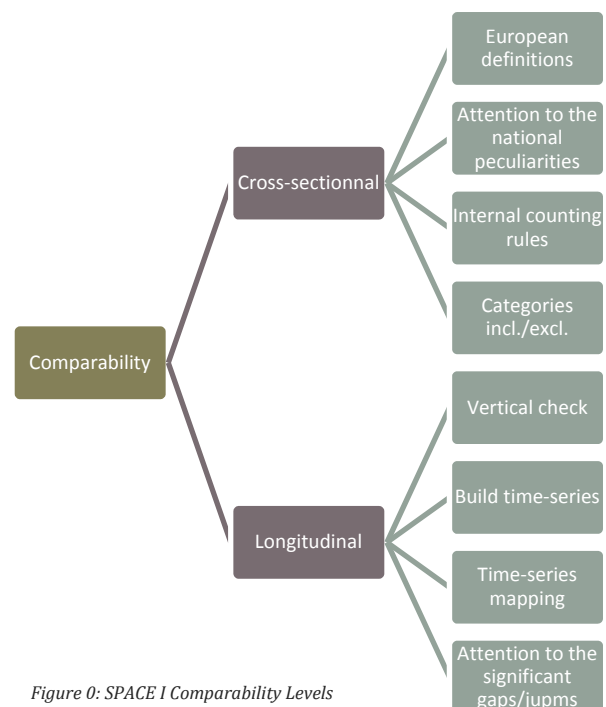 European
definitions
Attention to the
national
peculiarities
Cross-sectionnal
Internal counting
rules
Categories
incl./excl.
Comparability
Vertical check
Build time-series
Longitudinal
Time-series
mapping
Attention to the
significant
gaps/jupms
Figure 0: SPACE I Comparability Levels